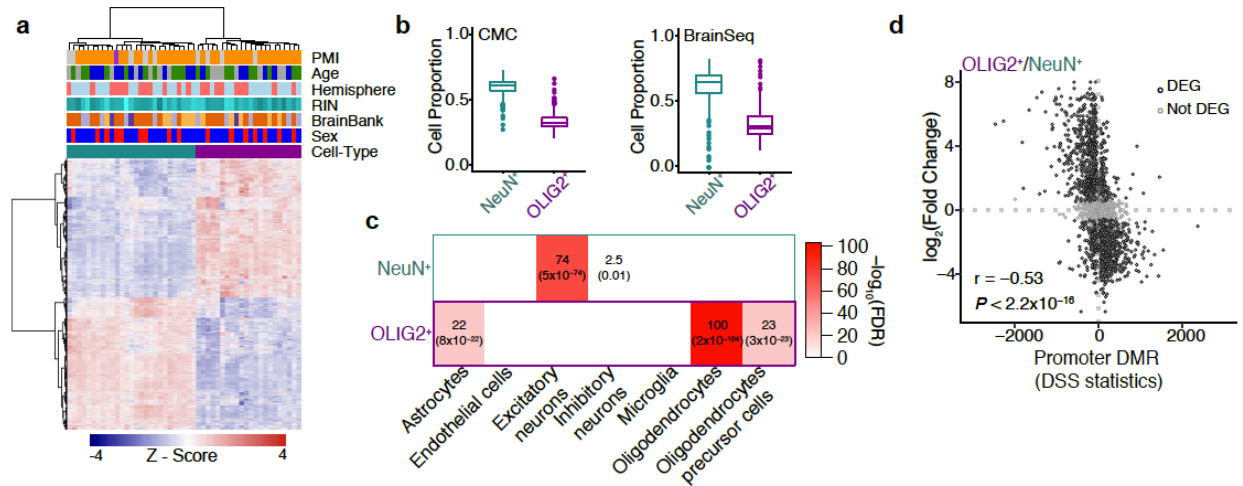 a
PMI
Age
Hemisphere
RIN
BrainBank
Sex
Cell-Type
-4
Z - Score
4
b
Cell Proportion
1.0
0.5
0.0
CMC
NeuN⁺
OLIG2⁺
Cell Proportion
1.0
0.5
0.0
BrainSeq
NeuN⁺
OLIG2⁺
c
NeuN⁺
74
(5x10⁻⁷⁴)
2.5
(0.01)
OLIG2⁺
22
(8x10⁻²²)
100
(2x10⁻¹⁰⁴)
23
(3x10⁻²³)
Astrocytes
Endothelial cells
Excitatory
neurons
Inhibitory
neurons
Microglia
Oligodendrocytes
Oligodendrocytes
precursor cells
100
80
60
40
20
0
−log₁₀(FDR)
d
OLIG2⁺/NeuN⁺
DEG
Not DEG
log₂(Fold Change)
8
4
0
−4
r = −0.53
P < 2.2x10⁻¹⁶
−2000
0
2000
Promoter DMR
(DSS statistics)